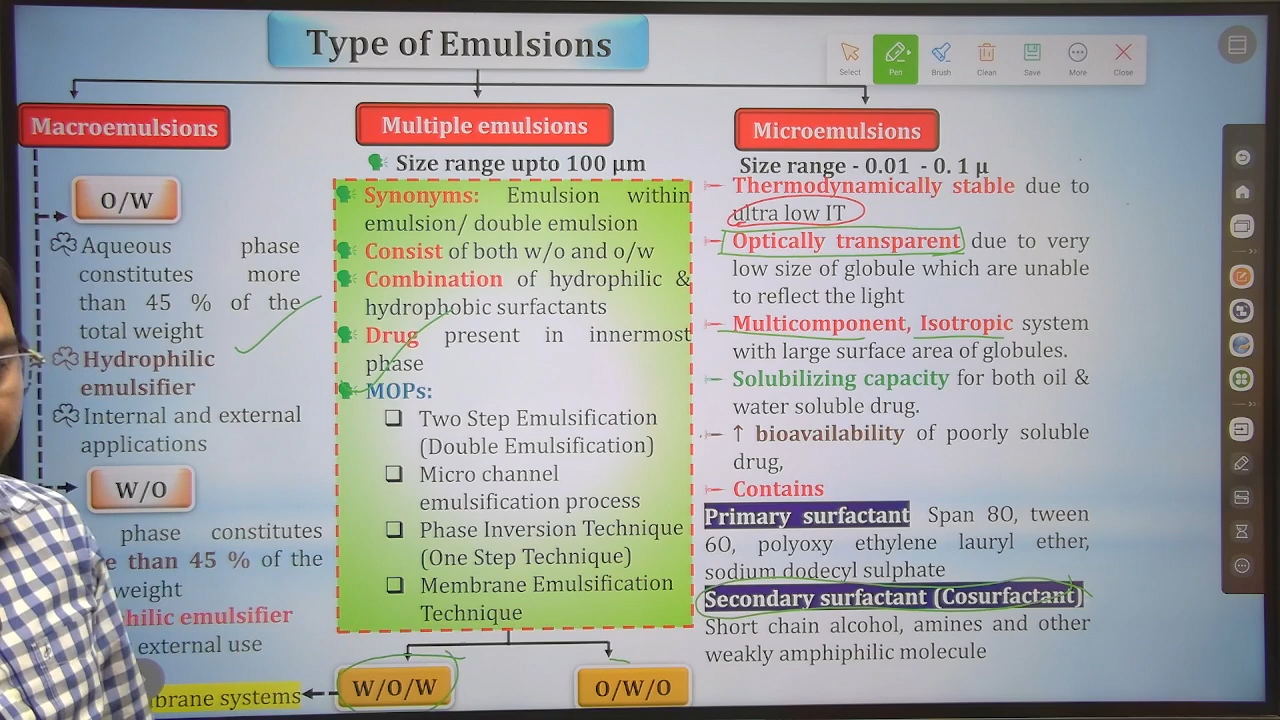 Type of Emulsions
Select
Pen
Brush
Clean
Save
More
Close
Macroemulsions
O/W
Aqueous phase
constitutes more
than 45 % of the
total weight
Hydrophilic
emulsifier
Internal and external
applications
W/O
phase constitutes
than 45 % of the
weight
external use
systems
Multiple emulsions
Size range upto 100 µm
Synonyms: Emulsion within
emulsion/ double emulsion
Consist of both w/o and o/w
Combination of hydrophilic &
hydrophobic surfactants
Drug present in innermost
phase
MOPs:
❑ Two Step Emulsification
(Double Emulsification)
❑ Micro channel
emulsification process
❑ Phase Inversion Technique
(One Step Technique)
❑ Membrane Emulsification
Technique
W/O/W
O/W/O
Microemulsions
Size range - 0.01 - 0.1 µ
Thermodynamically stable due to
ultra low IT
Optically transparent due to very
low size of globule which are unable
to reflect the light
Multicomponent, Isotropic system
with large surface area of globules.
Solubilizing capacity for both oil &
water soluble drug.
↑ bioavailability of poorly soluble
drug,
Contains
Primary surfactant Span 80, tween
60, polyoxy ethylene lauryl ether,
sodium dodecyl sulphate
Secondary surfactant (Cosurfactant)
Short chain alcohol, amines and other
weakly amphiphilic molecule